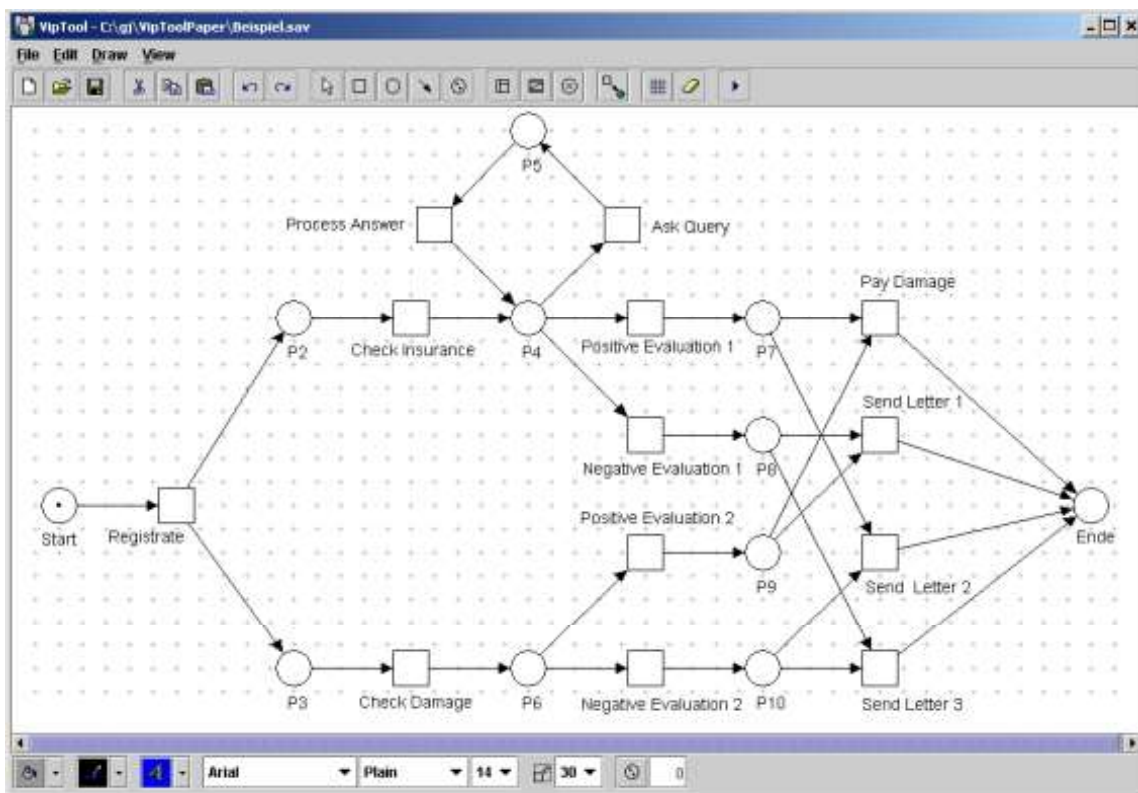 VipTool - C:\gj\VipToolPaper\Beispiel.sav
File Edit Draw View
P5
Process Answer
Ask Query
Pay Damage
P2
Check Insurance
P4
Positive Evaluation 1
P7
Send Letter 1
Negative Evaluation 1
P8
Positive Evaluation 2
Start
Registrate
Ende
P9
Send Letter 2
P3
Check Damage
P6
Negative Evaluation 2
P10
Send Letter 3
Arial Plain 14 30 0